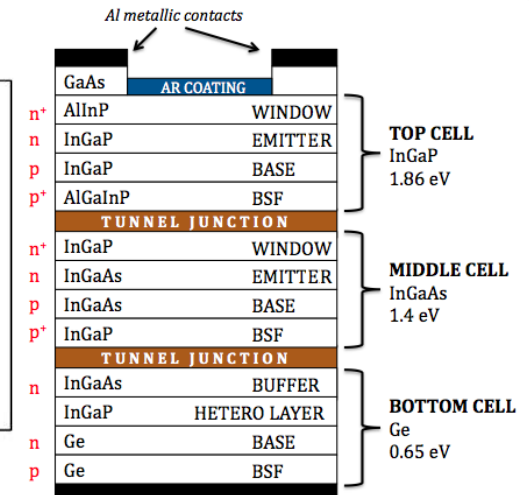 Al metallic contacts
GaAs
AR COATING
n+ AlInP WINDOW
n InGaP EMITTER
p InGaP BASE
p+ AlGaInP BSF
TOP CELL
InGaP
1.86 eV
TUNNEL JUNCTION
n+ InGaP WINDOW
n InGaAs EMITTER
p InGaAs BASE
p+ InGaP BSF
MIDDLE CELL
InGaAs
1.4 eV
TUNNEL JUNCTION
n InGaAs BUFFER
InGaP HETERO LAYER
n Ge BASE
p Ge BSF
BOTTOM CELL
Ge
0.65 eV